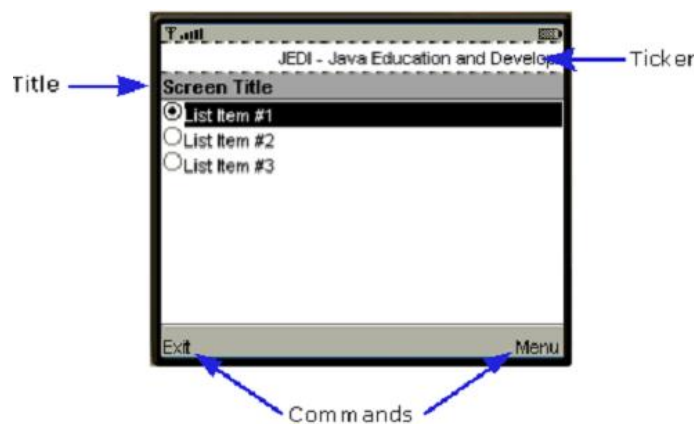 JEDI - Java Education and Develop
Ticker
Title
Screen Title
List Item #1
List Item #2
List Item #3
Exit
Menu
Commands